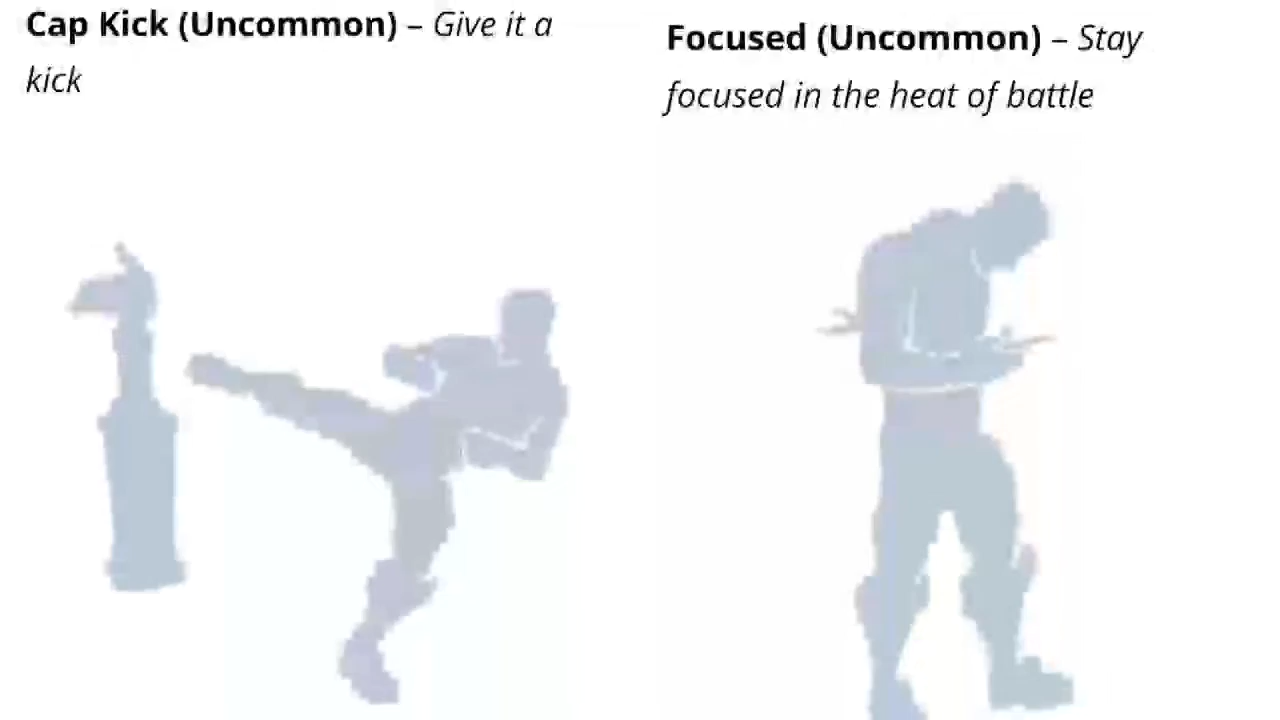 Cap Kick (Uncommon) – Give it a
kick
Focused (Uncommon) – Stay
focused in the heat of battle